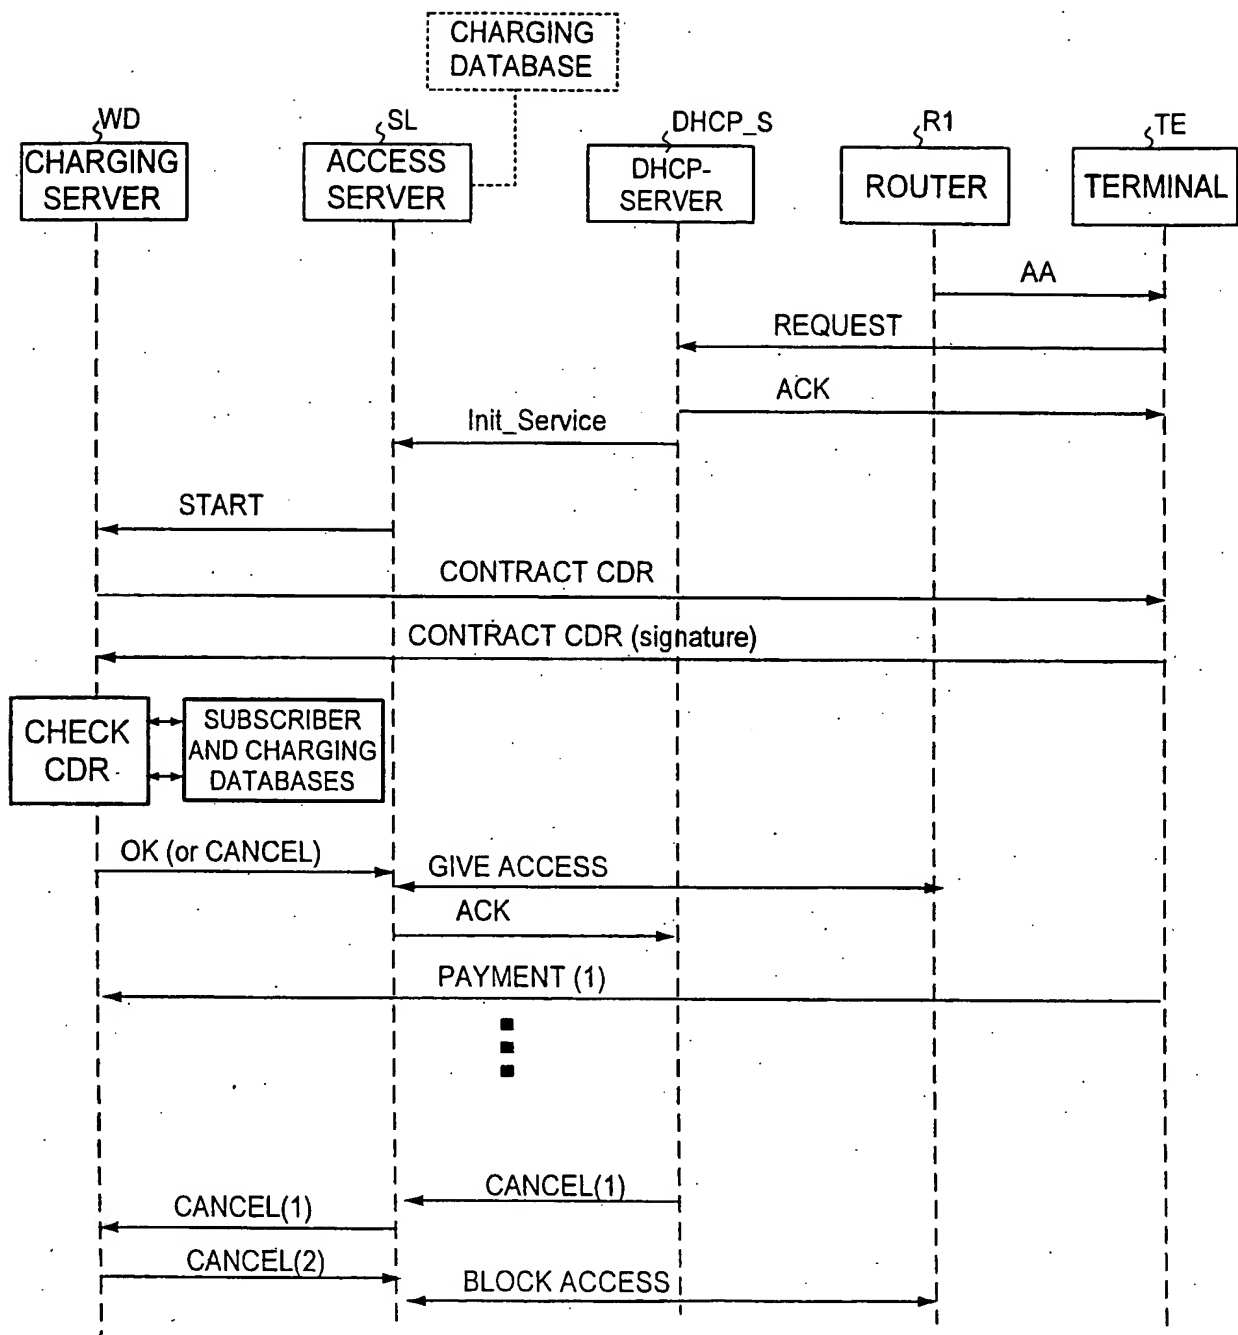 CHARGING
DATABASE
WD
SL
DHCP_S
R1
TE
CHARGING
SERVER
ACCESS
SERVER
DHCP-
SERVER
ROUTER
TERMINAL
AA
REQUEST
ACK
Init_Service
START
CONTRACT CDR
CONTRACT CDR (signature)
CHECK
CDR
SUBSCRIBER
AND CHARGING
DATABASES
OK (or CANCEL)
GIVE ACCESS
ACK
PAYMENT (1)
CANCEL(1)
CANCEL(1)
CANCEL(2)
BLOCK ACCESS